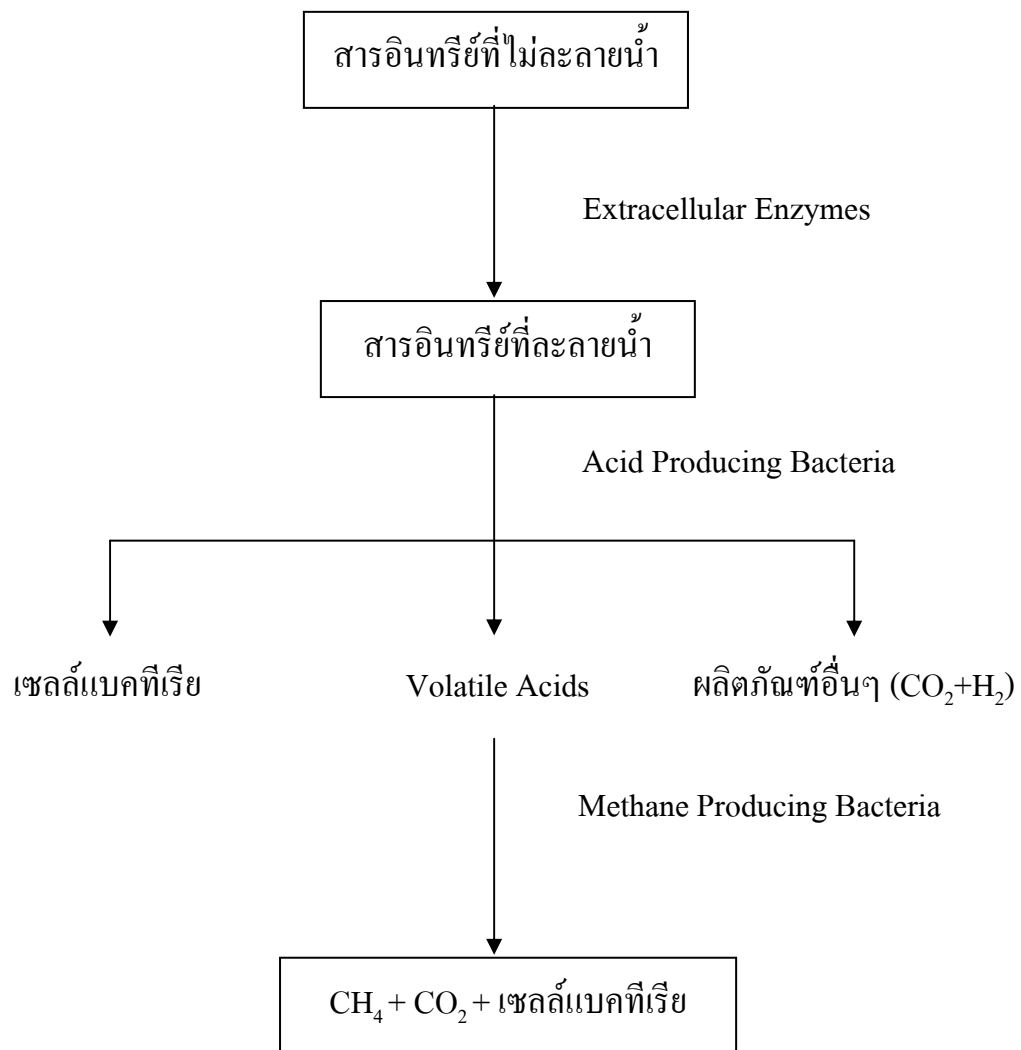 สารอินทรีย์ที่ไม่ละลายน้ำ
Extracellular Enzymes
สารอินทรีย์ที่ละลายน้ำ
Acid Producing Bacteria
เซลล์แบคทีเรีย
Volatile Acids
ผลิตภัณฑ์อื่นๆ (CO₂+H₂)
Methane Producing Bacteria
CH₄ + CO₂ + เซลล์แบคทีเรีย